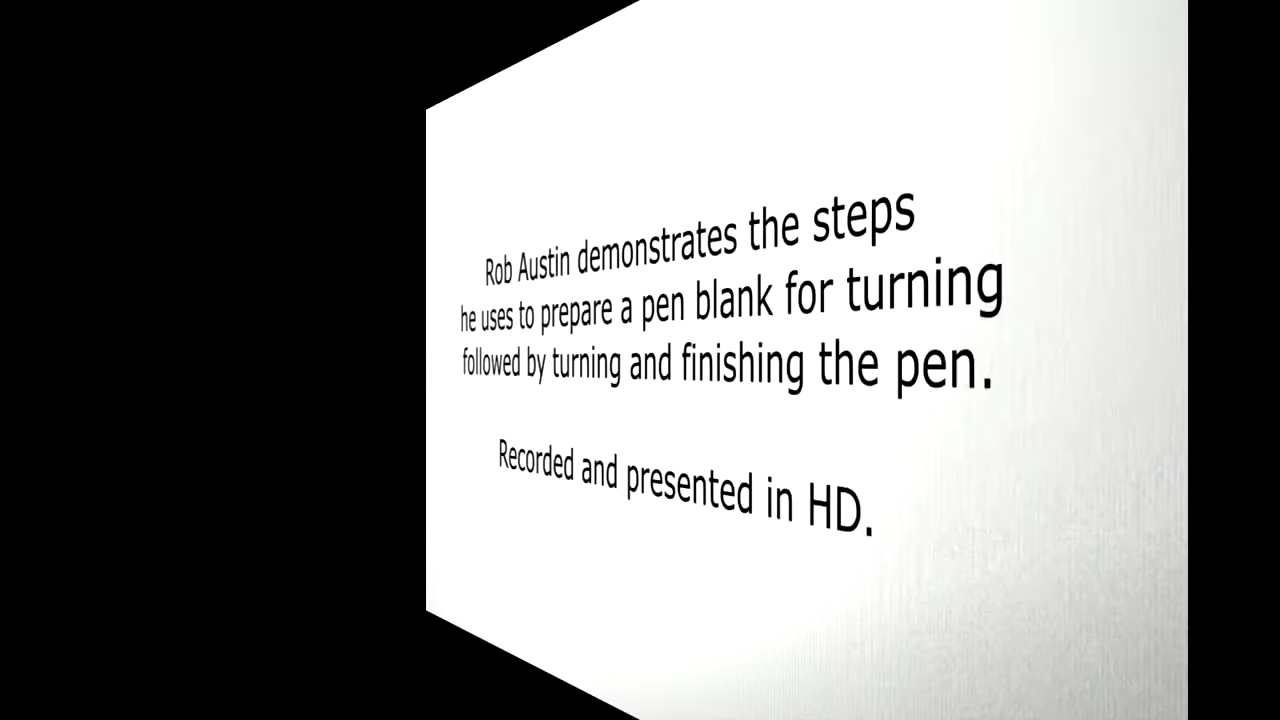 Rob Austin demonstrates the steps
he uses to prepare a pen blank for turning
followed by turning and finishing the pen.
Recorded and presented in HD.